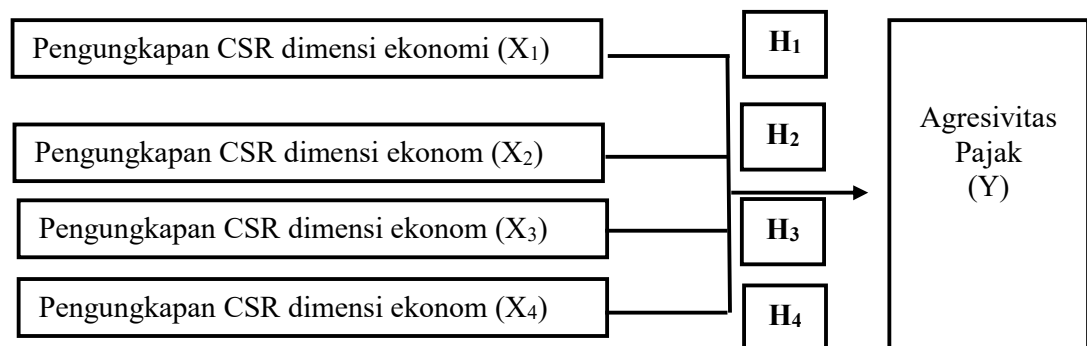 Pengungkapan CSR dimensi ekonomi (X₁)
H₁
Pengungkapan CSR dimensi ekonom (X₂)
H₂
Pengungkapan CSR dimensi ekonom (X₃)
H₃
Pengungkapan CSR dimensi ekonom (X₄)
H₄
Agresivitas
Pajak
(Y)